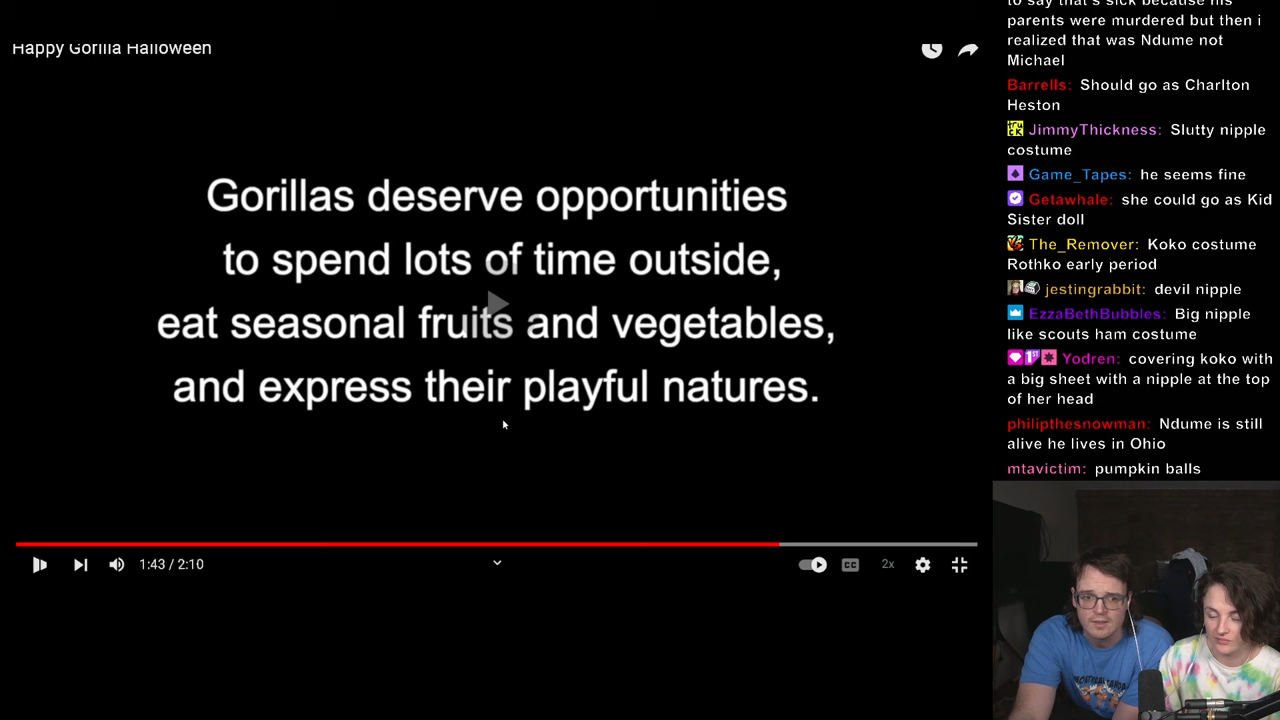 Happy Gorilla Halloween
Gorillas deserve opportunities
to spend lots of time outside,
eat seasonal fruits and vegetables,
and express their playful natures.
1:43 / 2:10
CC
2x
to say that's sick because his
parents were murdered but then i
realized that was Ndume not
Michael
Barrells: Should go as Charlton
Heston
JimmyThickness: Slutty nipple
costume
Game_Tapes: he seems fine
Getawhale: she could go as Kid
Sister doll
The_Remover: Koko costume
Rothko early period
jestingrabbit: devil nipple
EzzaBethBubbles: Big nipple
like scouts ham costume
Yodren: covering koko with
a big sheet with a nipple at the top
of her head
philipthesnowman: Ndume is still
alive he lives in Ohio
mtavictim: pumpkin balls